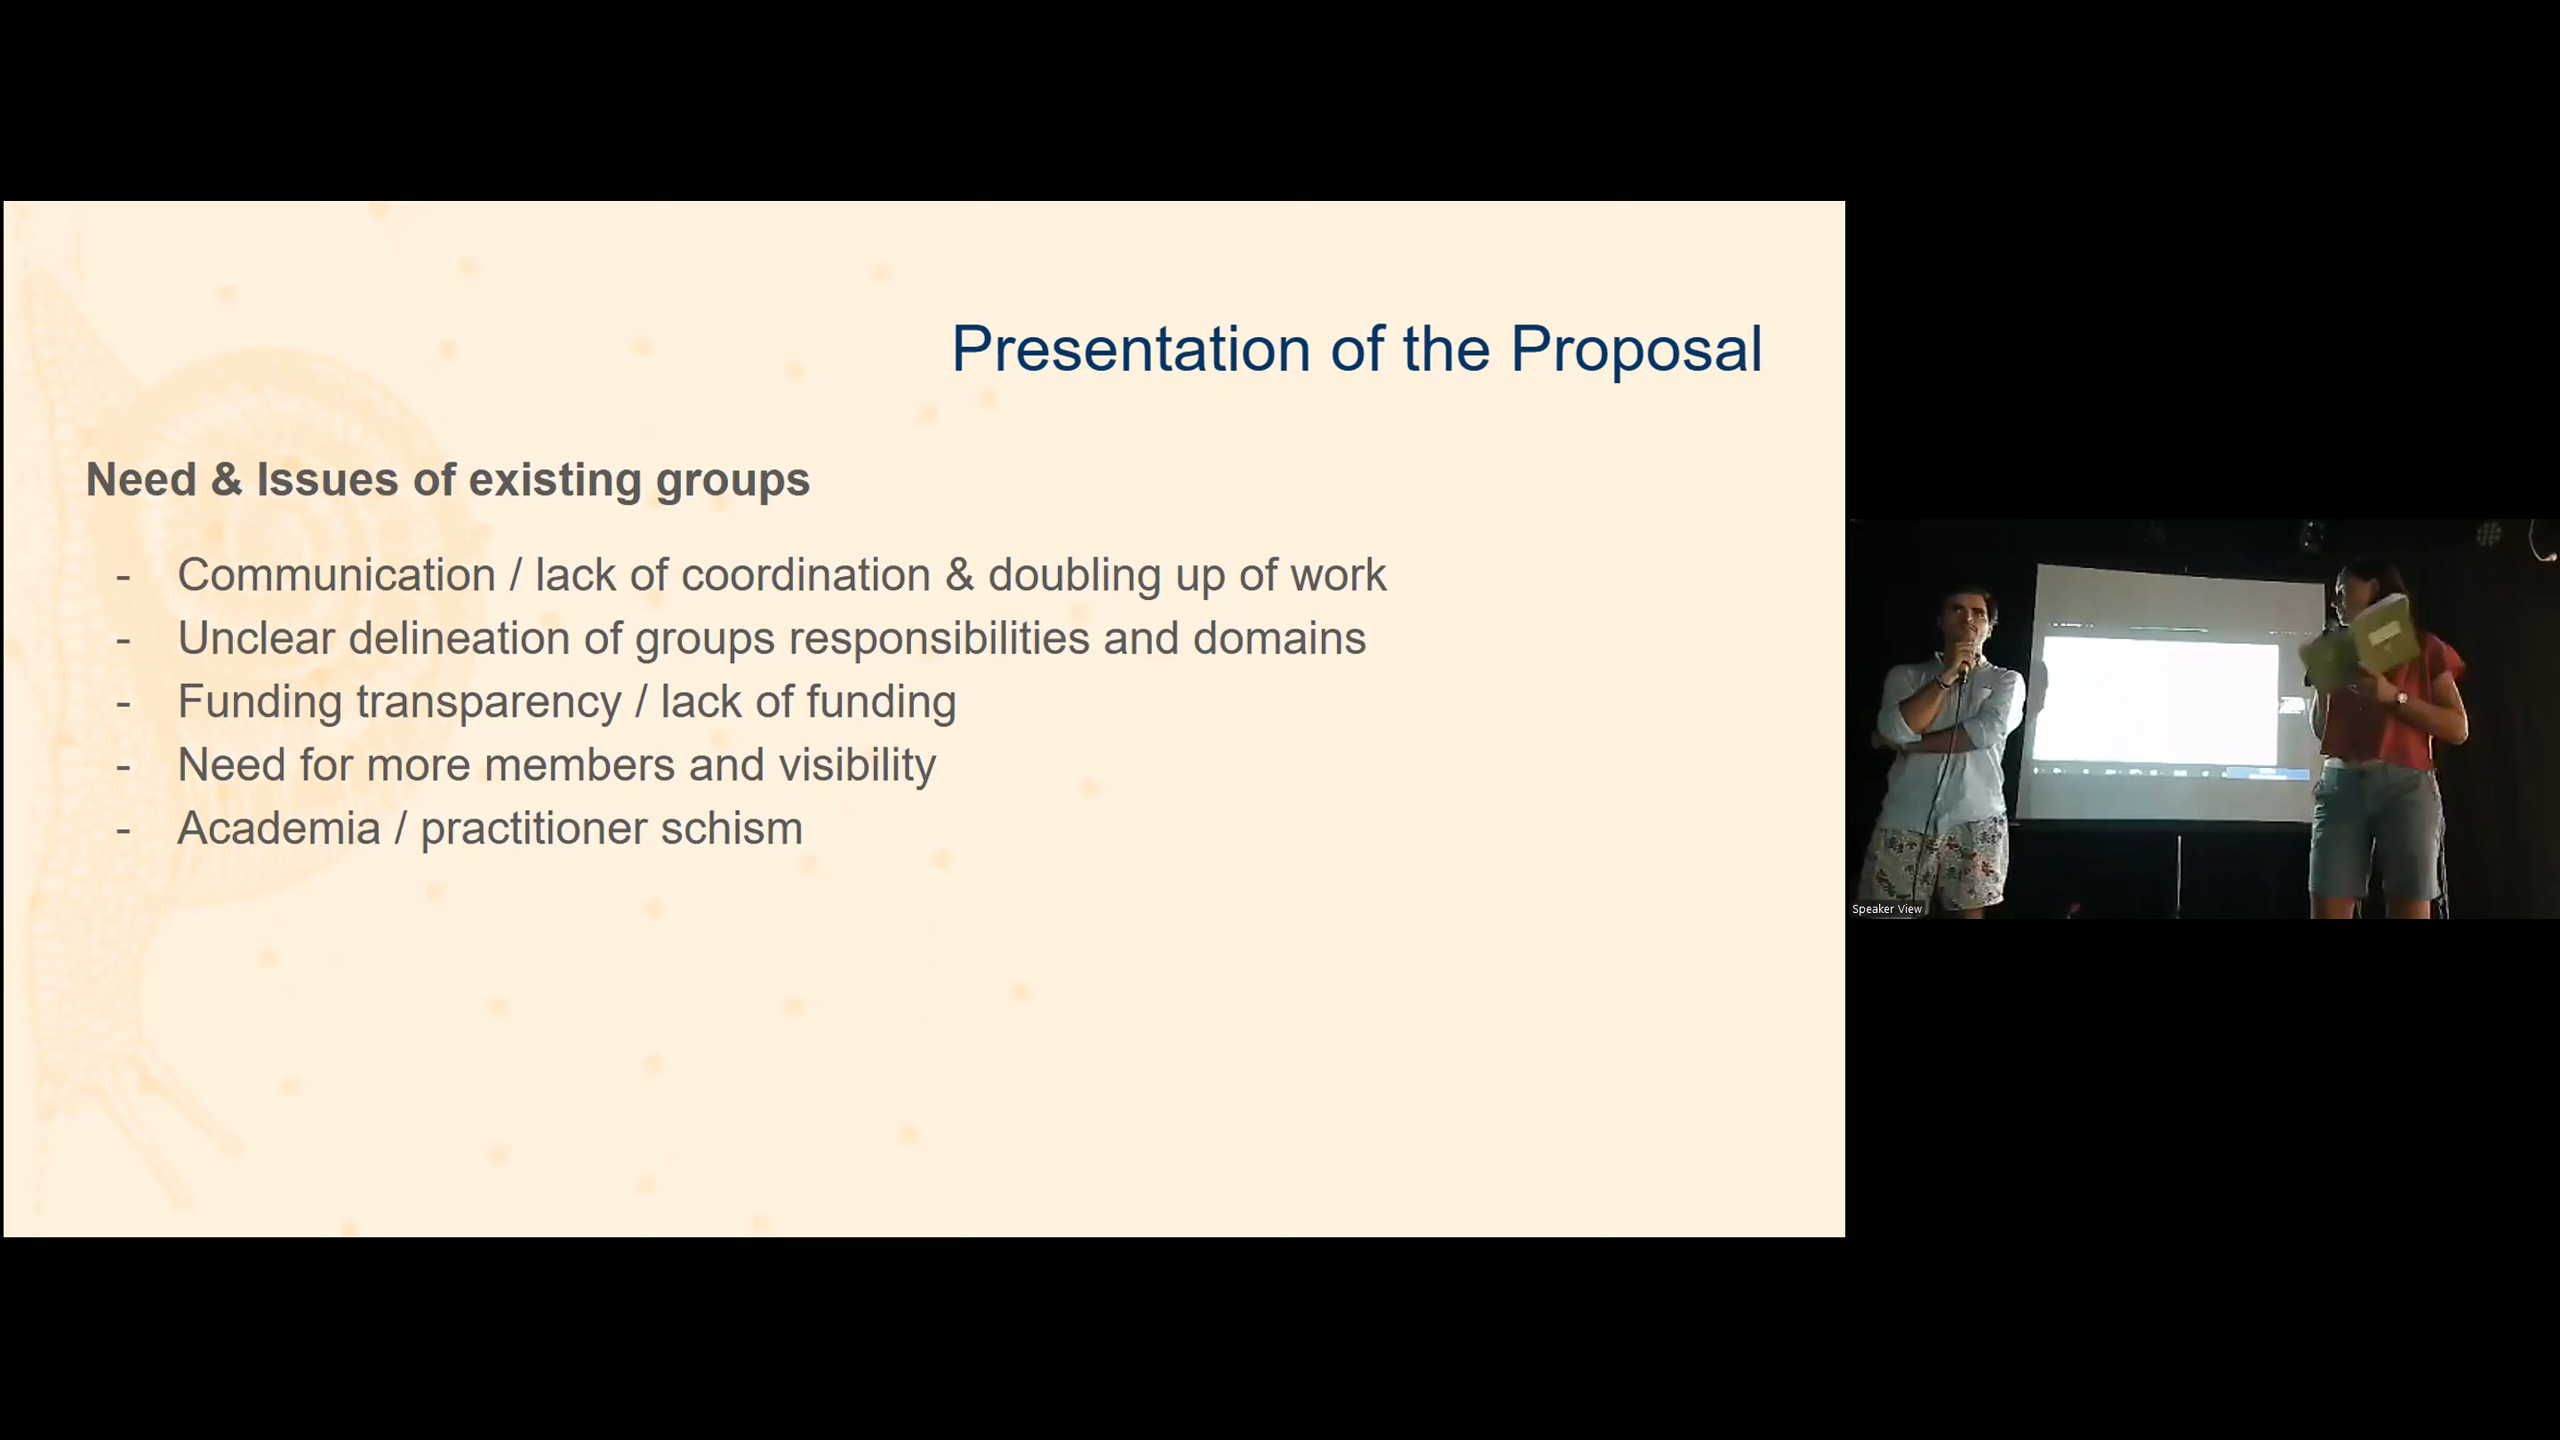 Presentation of the Proposal
Need & Issues of existing groups
- Communication / lack of coordination & doubling up of work
- Unclear delineation of groups responsibilities and domains
- Funding transparency / lack of funding
- Need for more members and visibility
- Academia / practitioner schism
Speaker View